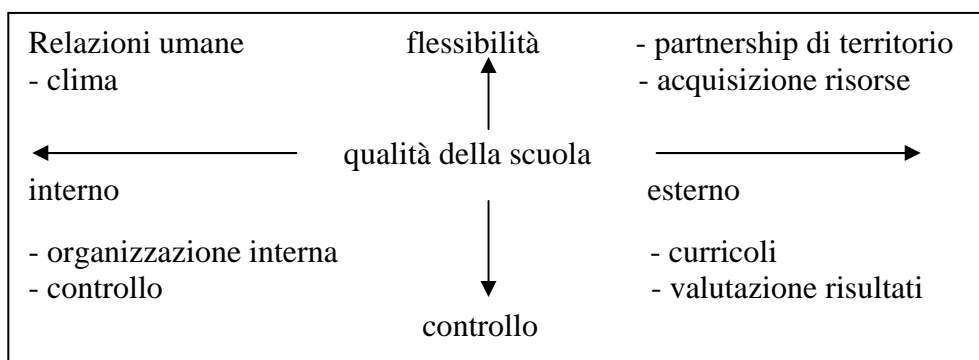 Relazioni umane flessibilità - partnership di territorio
- clima - acquisizione risorse
qualità della scuola
interno esterno
- organizzazione interna - curricoli
- controllo - valutazione risultati
controllo